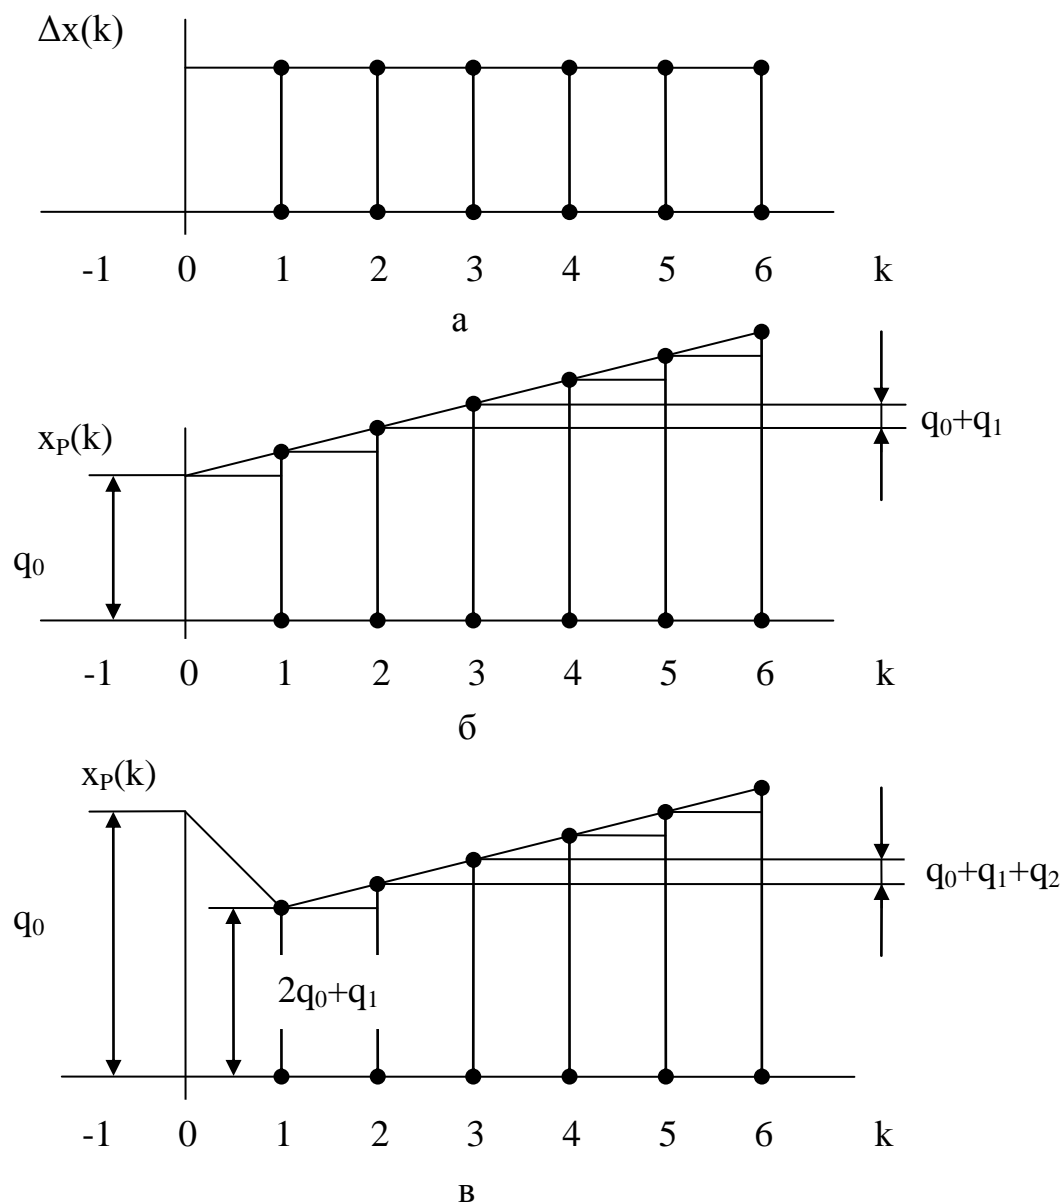 Δx(k)
-1 0 1 2 3 4 5 6 k
а
xP(k)
q0+q1
q0
-1 0 1 2 3 4 5 6 k
б
xP(k)
q0+q1+q2
q0
2q0+q1
-1 0 1 2 3 4 5 6 k
в